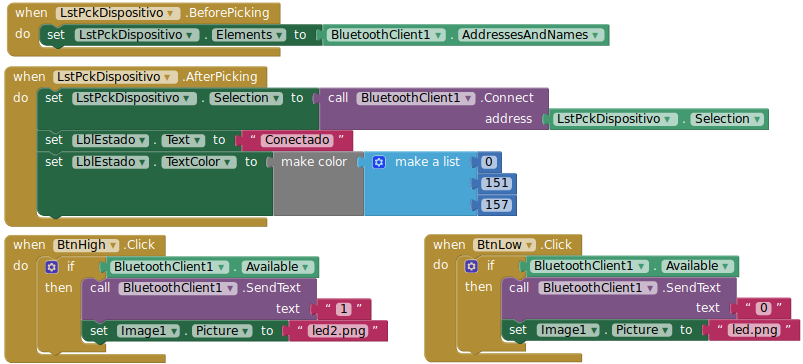 when LstPckDispositivo .BeforePicking
do set LstPckDispositivo . Elements to BluetoothClient1 . AddressesAndNames
when LstPckDispositivo .AfterPicking
do set LstPckDispositivo . Selection to call BluetoothClient1 .Connect
address LstPckDispositivo . Selection
set LblEstado . Text to “ Conectado ”
set LblEstado . TextColor to make color make a list 0
151
157
when BtnHigh .Click
do if BluetoothClient1 . Available
then call BluetoothClient1 .SendText
text “ 1 ”
set Image1 . Picture to “ led2.png ”
when BtnLow .Click
do if BluetoothClient1 . Available
then call BluetoothClient1 .SendText
text “ 0 ”
set Image1 . Picture to “ led.png ”